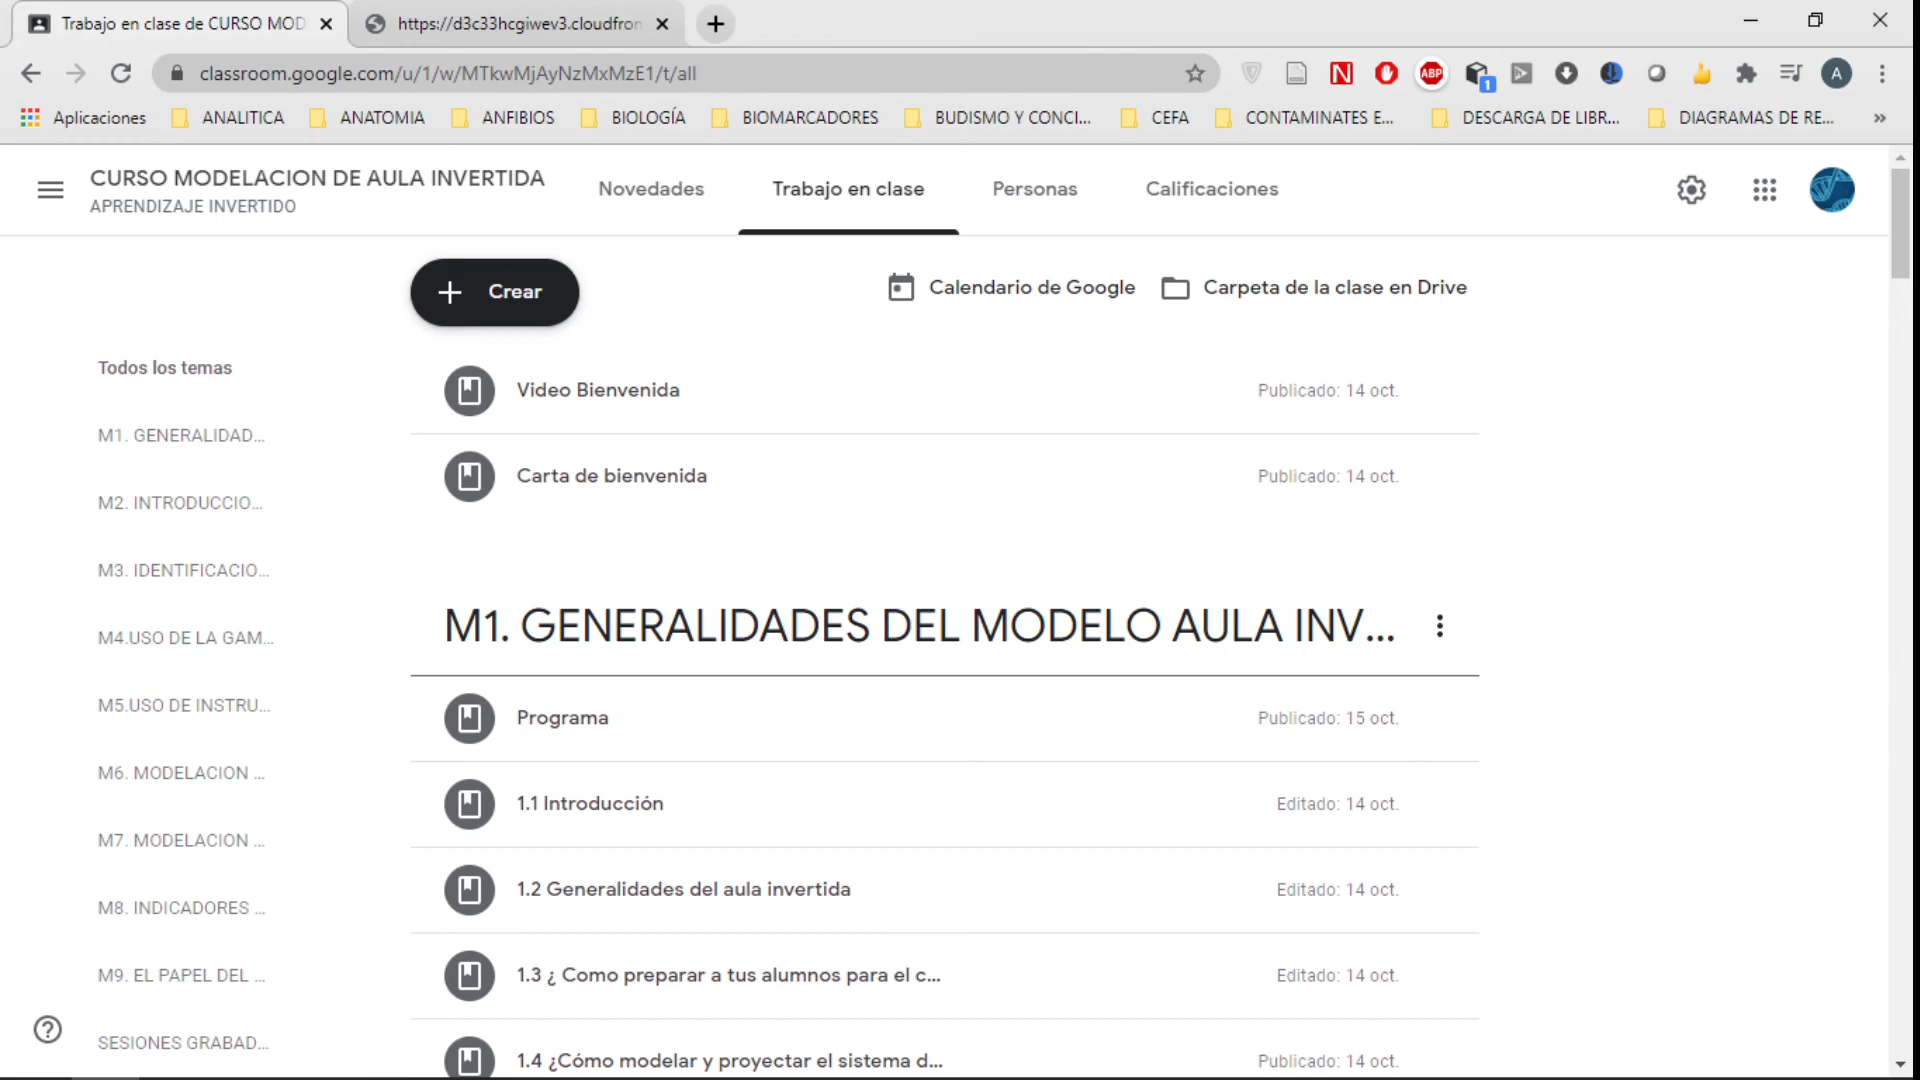 Trabajo en clase de CURSO MOD
https://d3c33hcgiwev3.cloudfron
classroom.google.com/u/1/w/MTkwMjAyNzMxMzE1/t/all
ABP
1
A
Aplicaciones
ANALITICA
ANATOMIA
ANFIBIOS
BIOLOGÍA
BIOMARCADORES
BUDISMO Y CONCI...
CEFA
CONTAMINATES E...
DESCARGA DE LIBR...
DIAGRAMAS DE RE...
»
CURSO MODELACION DE AULA INVERTIDA
APRENDIZAJE INVERTIDO
Novedades
Trabajo en clase
Personas
Calificaciones
Crear
Calendario de Google
Carpeta de la clase en Drive
Todos los temas
M1. GENERALIDAD...
M2. INTRODUCCIO...
M3. IDENTIFICACIO...
M4.USO DE LA GAM...
M5.USO DE INSTRU...
M6. MODELACION ...
M7. MODELACION ...
M8. INDICADORES ...
M9. EL PAPEL DEL ...
SESIONES GRABAD...
Video Bienvenida
Publicado: 14 oct.
Carta de bienvenida
Publicado: 14 oct.
M1. GENERALIDADES DEL MODELO AULA INV...
Programa
Publicado: 15 oct.
1.1 Introducción
Editado: 14 oct.
1.2 Generalidades del aula invertida
Editado: 14 oct.
1.3 ¿ Como preparar a tus alumnos para el c...
Editado: 14 oct.
1.4 ¿Cómo modelar y proyectar el sistema d...
Publicado: 14 oct.